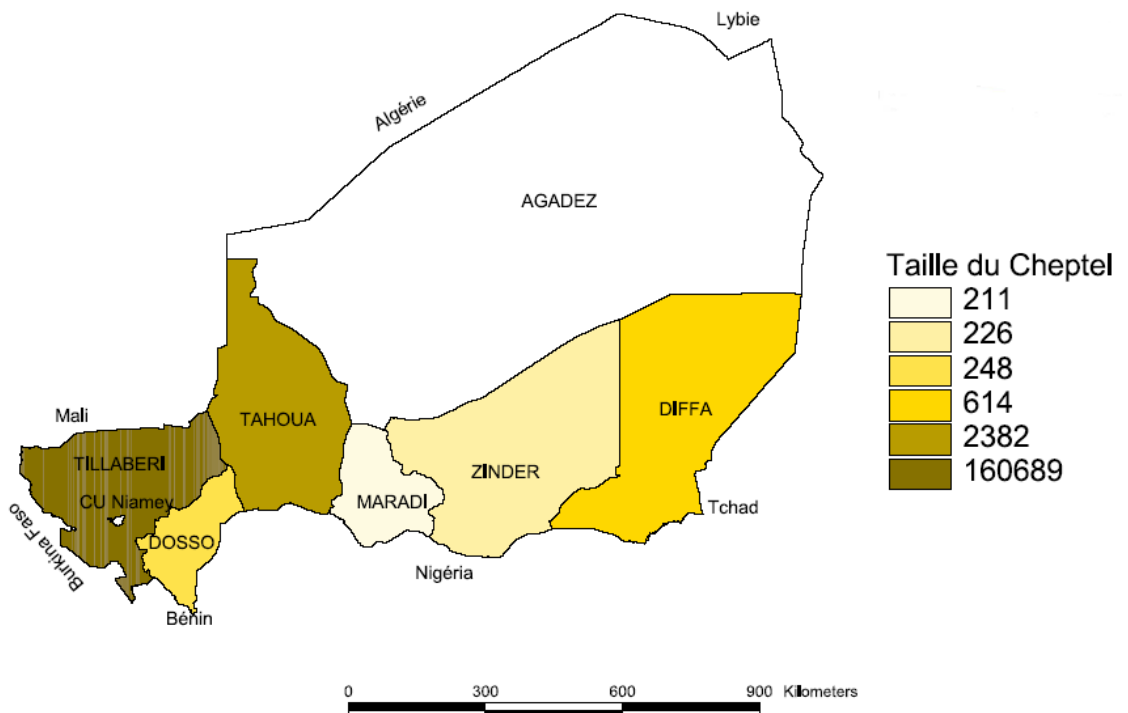 Lybie
Algérie
AGADEZ
Taille du Cheptel
211
226
248
614
2382
160689
Mali
TAHOUA
DIFFA
TILLABERI
ZINDER
CU Niamey
MARADI
Tchad
Burkina Faso
DOSSO
Nigéria
Bénin
0 300 600 900 Kilometers